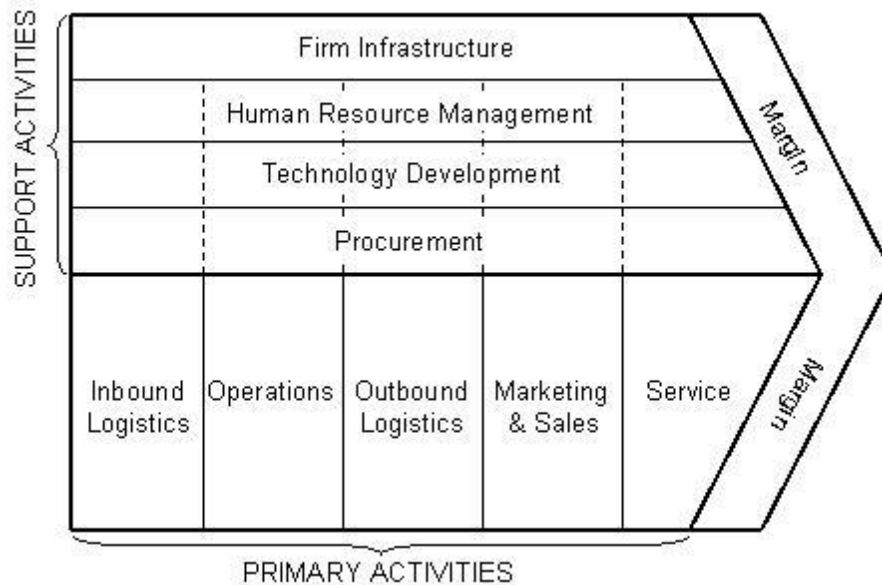 SUPPORT ACTIVITIES
Firm Infrastructure
Human Resource Management
Technology Development
Procurement
Margin
Inbound
Logistics
Operations
Outbound
Logistics
Marketing
& Sales
Service
Margin
PRIMARY ACTIVITIES